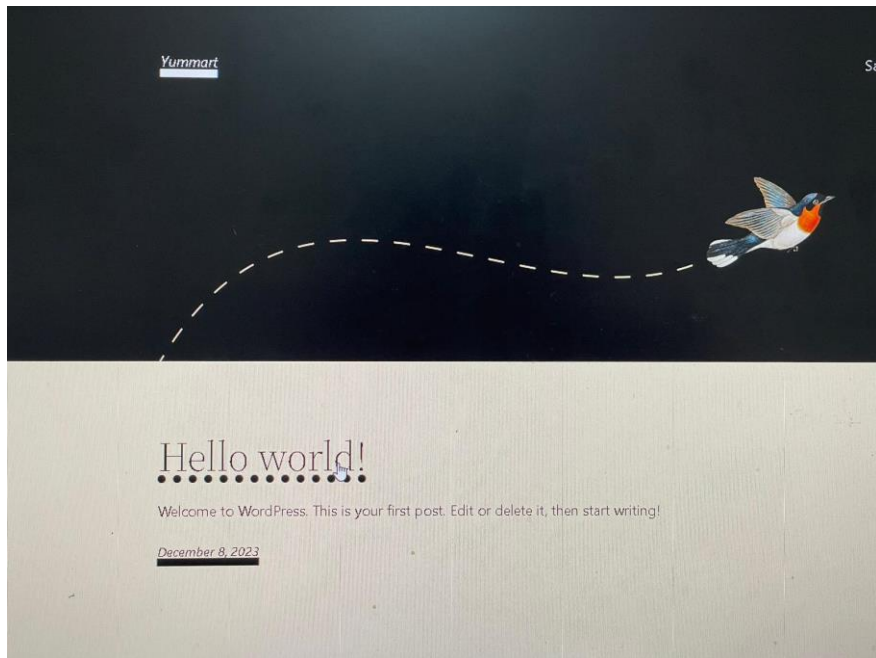 Yummart
Hello world!
Welcome to WordPress. This is your first post. Edit or delete it, then start writing!
December 8, 2023